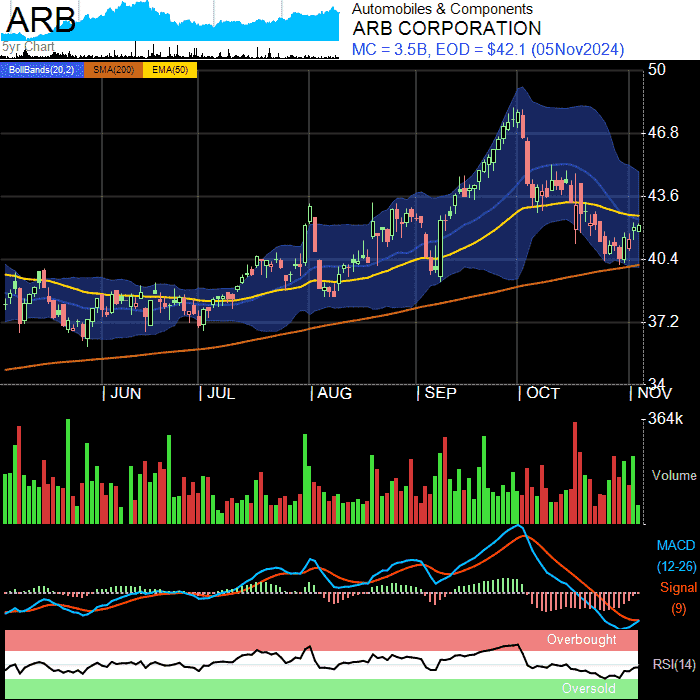 ARB
5yr Chart
Automobiles & Components
ARB CORPORATION
MC = 3.5B, EOD = $42.1 (05Nov2024)
BollBands(20,2) SMA(200) EMA(50)
50
46.8
43.6
40.4
37.2
34
JUN JUL AUG SEP OCT NOV
364k
Volume
MACD
(12-26)
Signal
(9)
Overbought
RSI(14)
Oversold